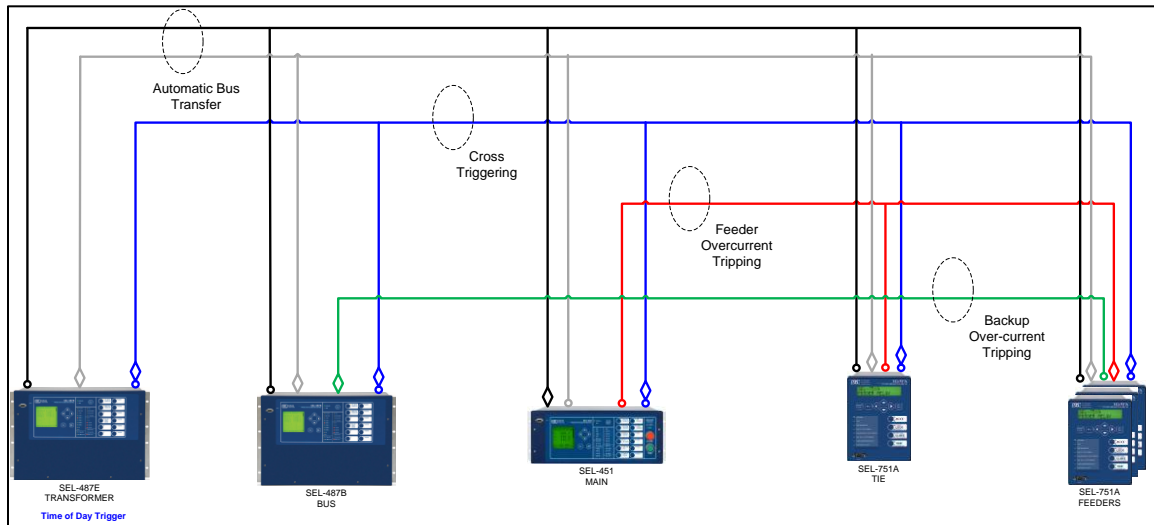 Automatic Bus
Transfer
Cross
Triggering
Feeder
Overcurrent
Tripping
Backup
Over-current
Tripping
SEL-487E
TRANSFORMER
Time of Day Trigger
SEL-487B
BUS
SEL-451
MAIN
SEL-751A
TIE
SEL-751A
FEEDERS